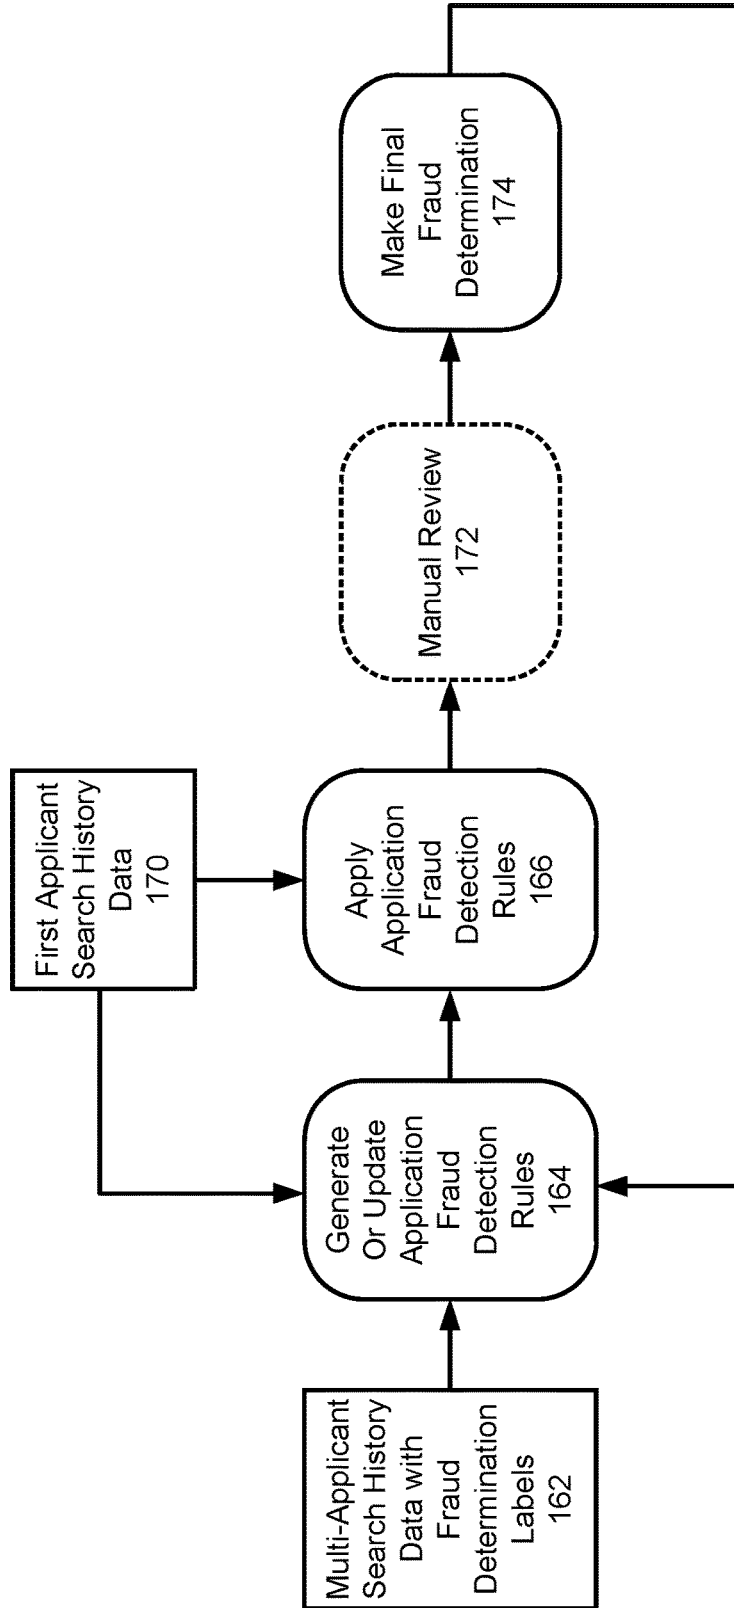 Multi-Applicant
Search History
Data with
Fraud
Determination
Labels
162
Generate
Or Update
Application
Fraud
Detection
Rules
164
First Applicant
Search History
Data
170
Apply
Application
Fraud
Detection
Rules
166
Manual Review
172
Make Final
Fraud
Determination
174